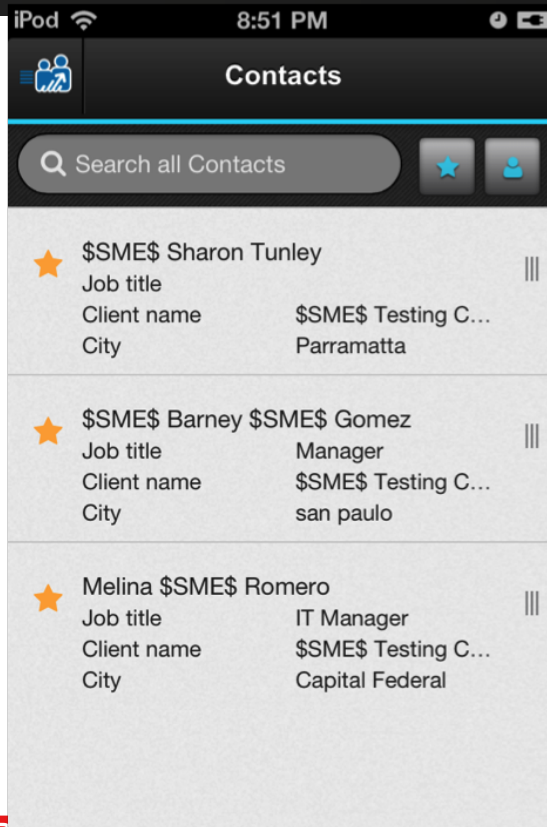 iPod 8:51 PM
Contacts
Search all Contacts
$SME$ Sharon Tunley
Job title
Client name $SME$ Testing C...
City Parramatta
$SME$ Barney $SME$ Gomez
Job title Manager
Client name $SME$ Testing C...
City san paulo
Melina $SME$ Romero
Job title IT Manager
Client name $SME$ Testing C...
City Capital Federal